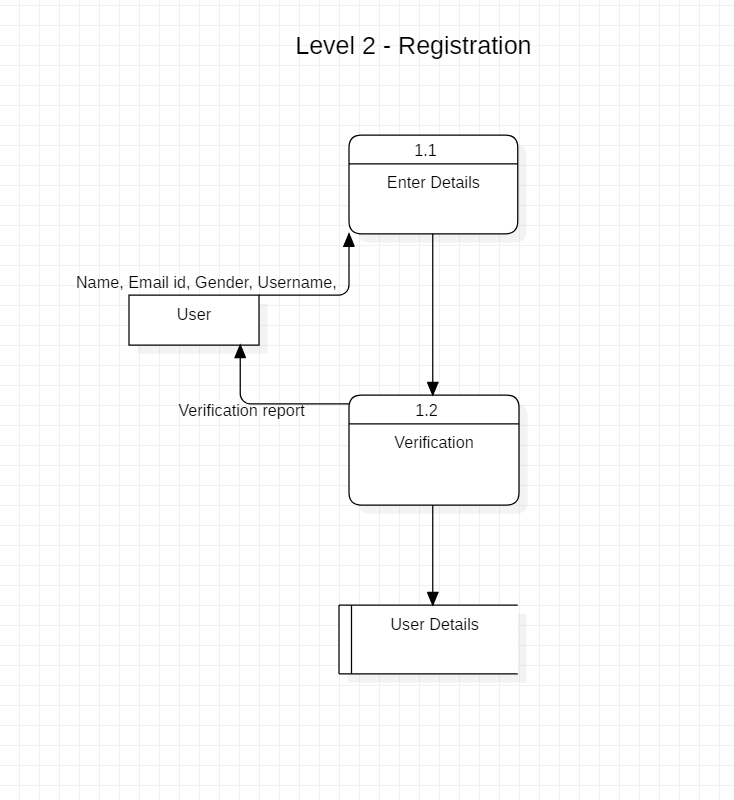 Level 2 - Registration
1.1
Enter Details
Name, Email id, Gender, Username,
User
Verification report
1.2
Verification
User Details